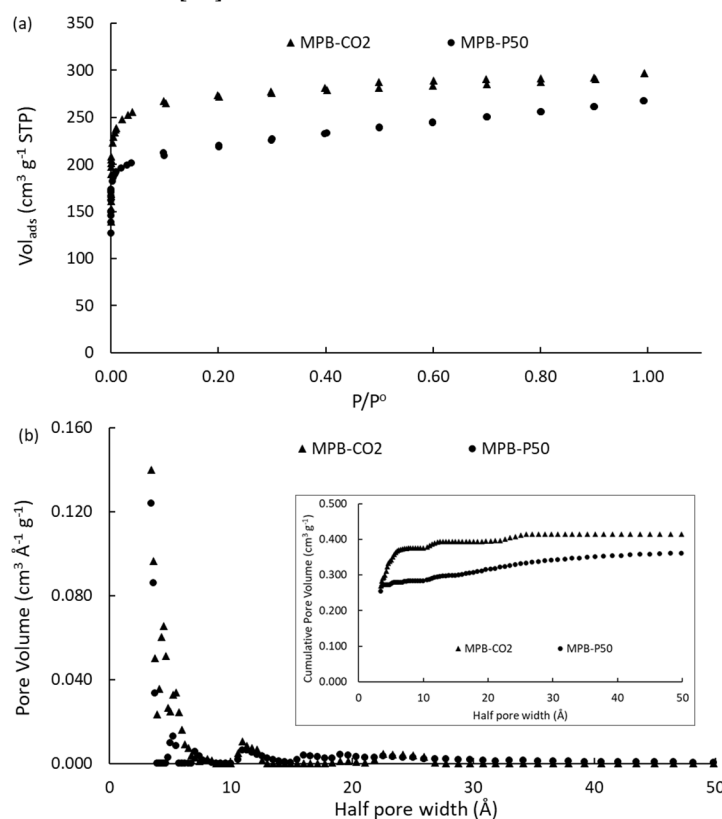 (a)
MPB-CO2 MPB-P50
350
300
250
200
150
100
50
0
Vol_ads (cm³ g⁻¹ STP)
0.00 0.20 0.40 0.60 0.80 1.00
P/P°
(b)
MPB-CO2 MPB-P50
0.160
0.120
0.080
0.040
0.000
Pore Volume (cm³ Å⁻¹ g⁻¹)
0.500
0.400
0.300
0.200
0.100
0.000
Cumulative Pore Volume (cm³ g⁻¹)
MPB-CO2 MPB-P50
0 10 20 30 40 50
Half pore width (Å)
0 10 20 30 40 50
Half pore width (Å)